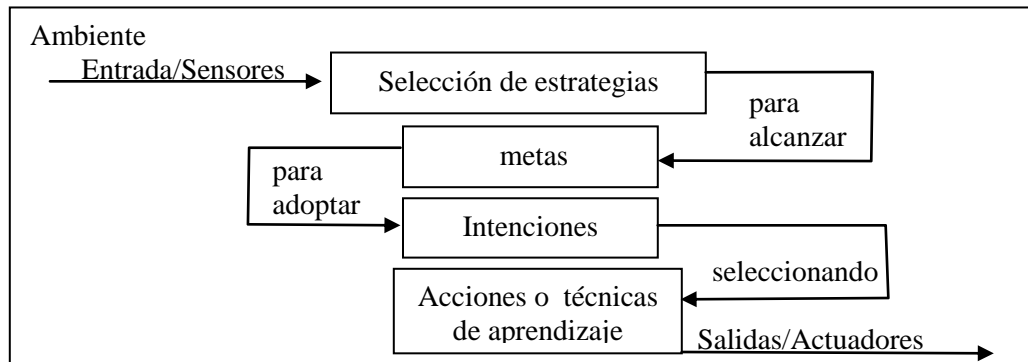 Ambiente
Entrada/Sensores
Selección de estrategias
para
alcanzar
metas
para
adoptar
Intenciones
seleccionando
Acciones o técnicas
de aprendizaje
Salidas/Actuadores